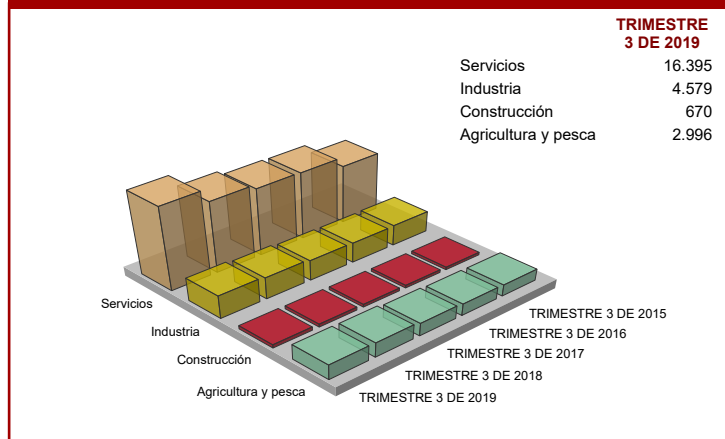 TRIMESTRE
3 DE 2019
Servicios 16.395
Industria 4.579
Construcción 670
Agricultura y pesca 2.996
Servicios
Industria
Construcción
Agricultura y pesca
TRIMESTRE 3 DE 2015
TRIMESTRE 3 DE 2016
TRIMESTRE 3 DE 2017
TRIMESTRE 3 DE 2018
TRIMESTRE 3 DE 2019